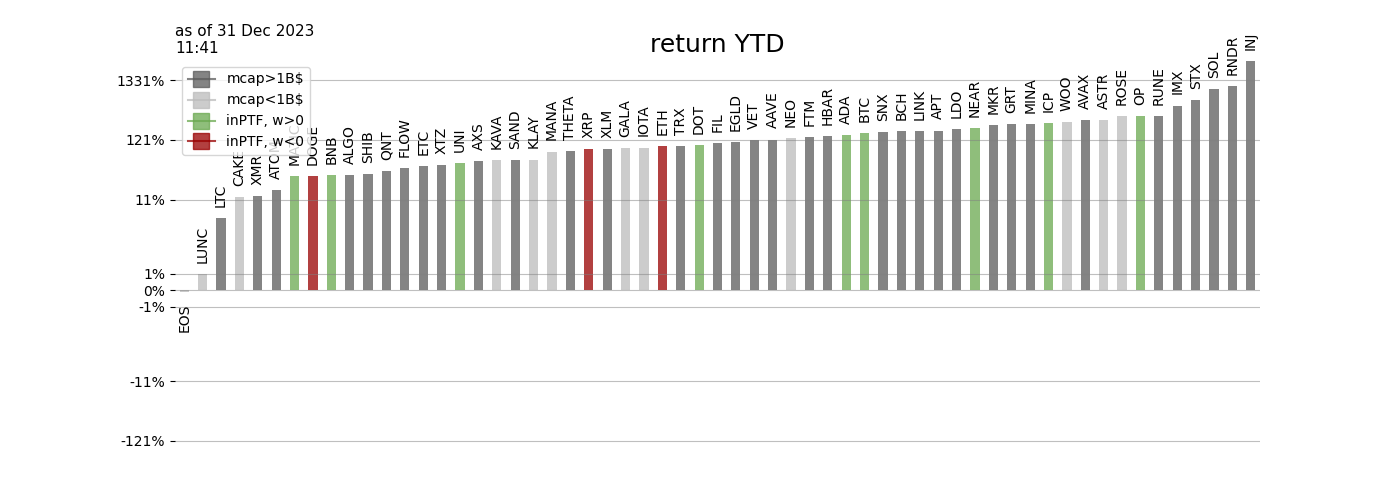 as of 31 Dec 2023
11:41
return YTD
mcap>1B$
mcap<1B$
inPTF, w>0
inPTF, w<0
1331%
121%
11%
1%
0%
-1%
-11%
-121%
EOS
LUNC
LTC
CAKE
XMR
ATOM
MATIC
DOGE
BNB
ALGO
SHIB
QNT
FLOW
ETC
XTZ
UNI
AXS
KAVA
SAND
KLAY
MANA
THETA
XRP
XLM
GALA
IOTA
ETH
TRX
DOT
FIL
EGLD
VET
AAVE
NEO
FTM
HBAR
ADA
BTC
SNX
BCH
LINK
APT
LDO
NEAR
MKR
GRT
MINA
ICP
WOO
AVAX
ASTR
ROSE
OP
RUNE
IMX
STX
SOL
RNDR
INJ